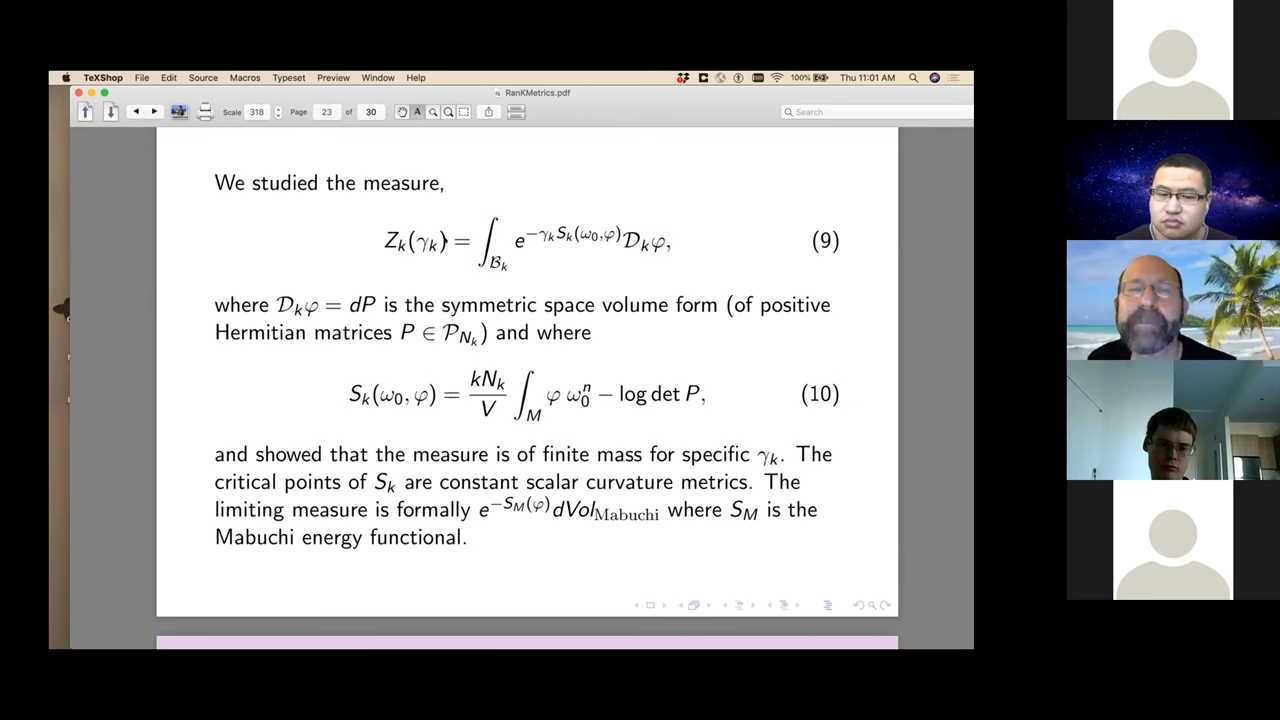 TeXShop File Edit Source Macros Typeset Preview Window Help 100% Thu 11:01 AM
RanKMetrics.pdf
Scale 318 Page 23 of 30 A Search
We studied the measure,
Z_k(γ_k) = ∫_{B_k} e^{−γ_k S_k(ω_0,φ)} D_kφ, (9)
where D_kφ = dP is the symmetric space volume form (of positive
Hermitian matrices P ∈ P_{N_k}) and where
S_k(ω_0, φ) = kN_k/V ∫_M φ ω_0^n − log det P, (10)
and showed that the measure is of finite mass for specific γ_k. The
critical points of S_k are constant scalar curvature metrics. The
limiting measure is formally e^{−S_M(φ)} dVol_{Mabuchi} where S_M is the
Mabuchi energy functional.